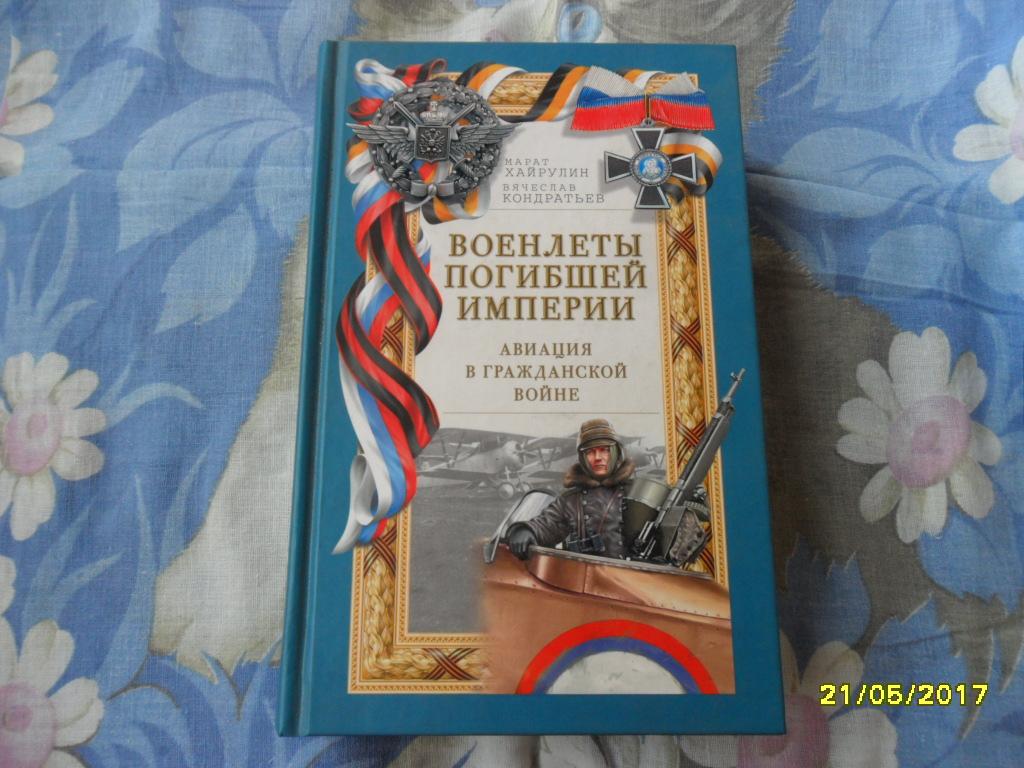 МАРАТ
ХАЙРУЛИН
ВЯЧЕСЛАВ
КОНДРАТЬЕВ
ВОЕНЛЕТЫ
ПОГИБШЕЙ
ИМПЕРИИ
АВИАЦИЯ
В ГРАЖДАНСКОЙ
ВОЙНЕ
21/05/2017